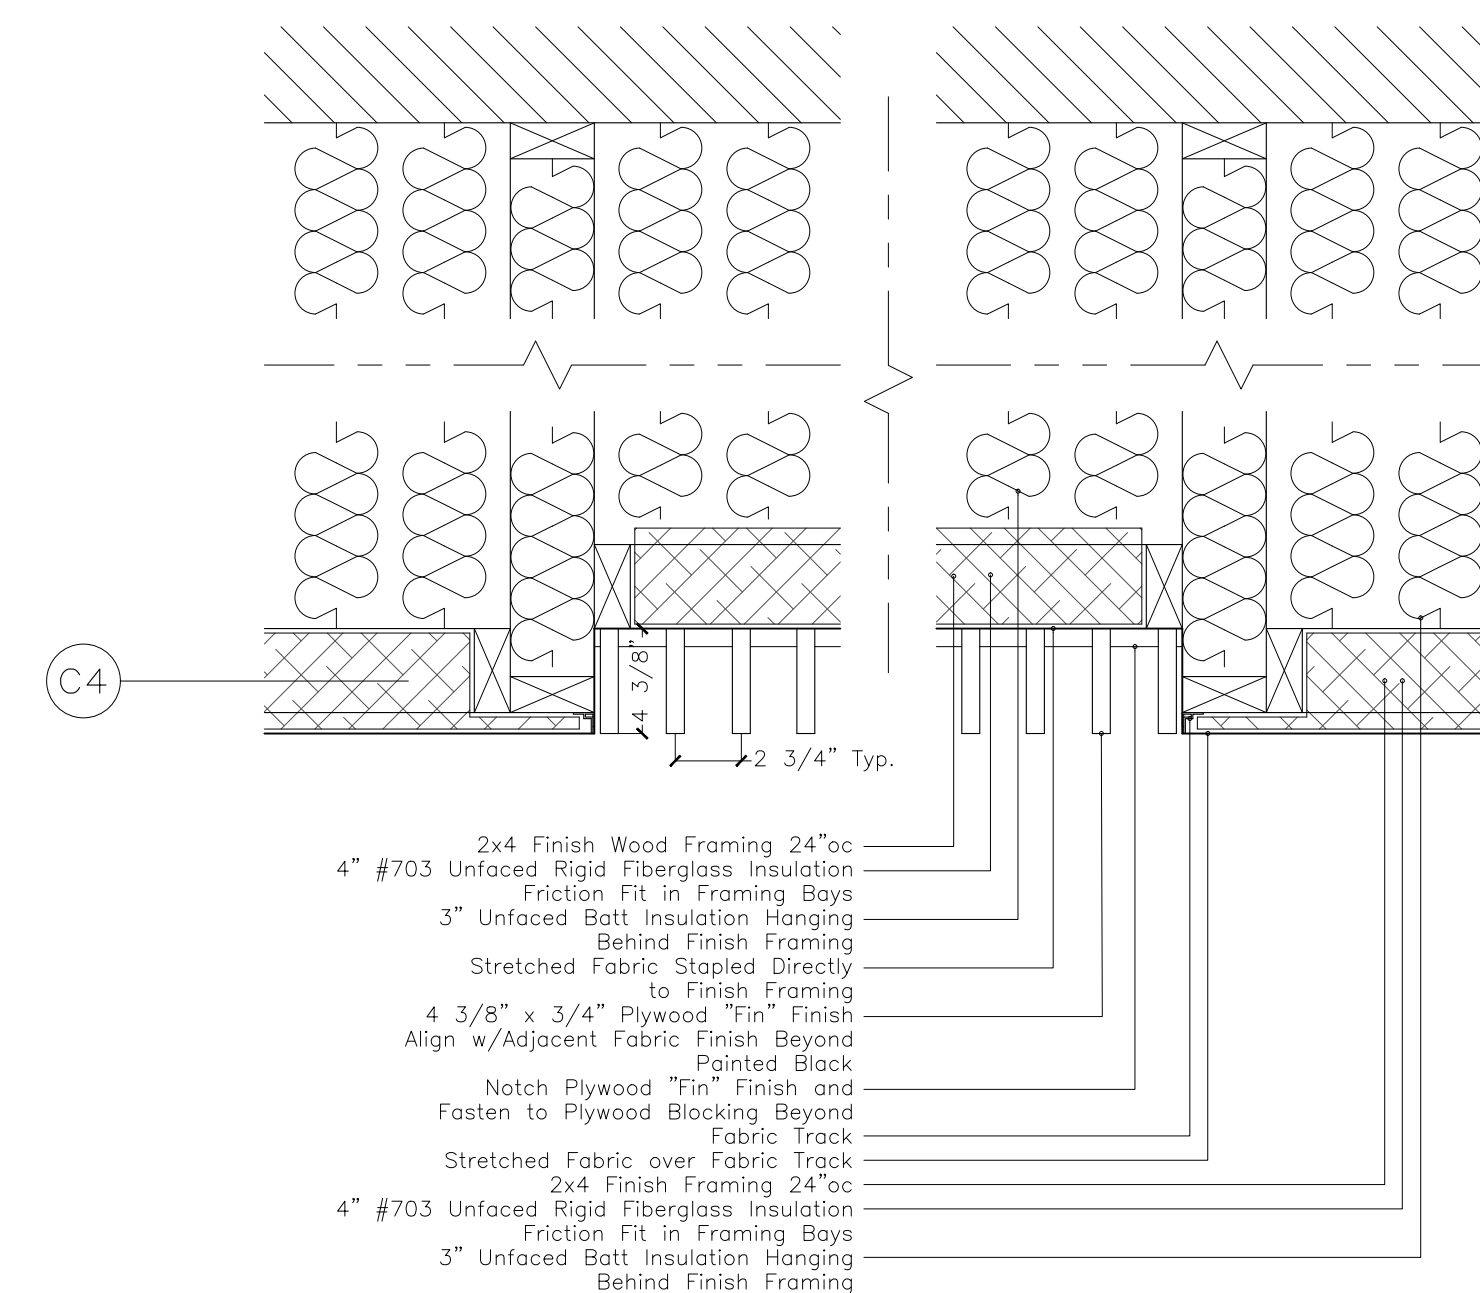 C4
4 3/8”
2 3/4” Typ.
2x4 Finish Wood Framing 24”oc
4” #703 Unfaced Rigid Fiberglass Insulation
Friction Fit in Framing Bays
3” Unfaced Batt Insulation Hanging
Behind Finish Framing
Stretched Fabric Stapled Directly
to Finish Framing
4 3/8” x 3/4” Plywood ”Fin” Finish
Align w/Adjacent Fabric Finish Beyond
Painted Black
Notch Plywood ”Fin” Finish and
Fasten to Plywood Blocking Beyond
Fabric Track
Stretched Fabric over Fabric Track
2x4 Finish Framing 24”oc
4” #703 Unfaced Rigid Fiberglass Insulation
Friction Fit in Framing Bays
3” Unfaced Batt Insulation Hanging
Behind Finish Framing